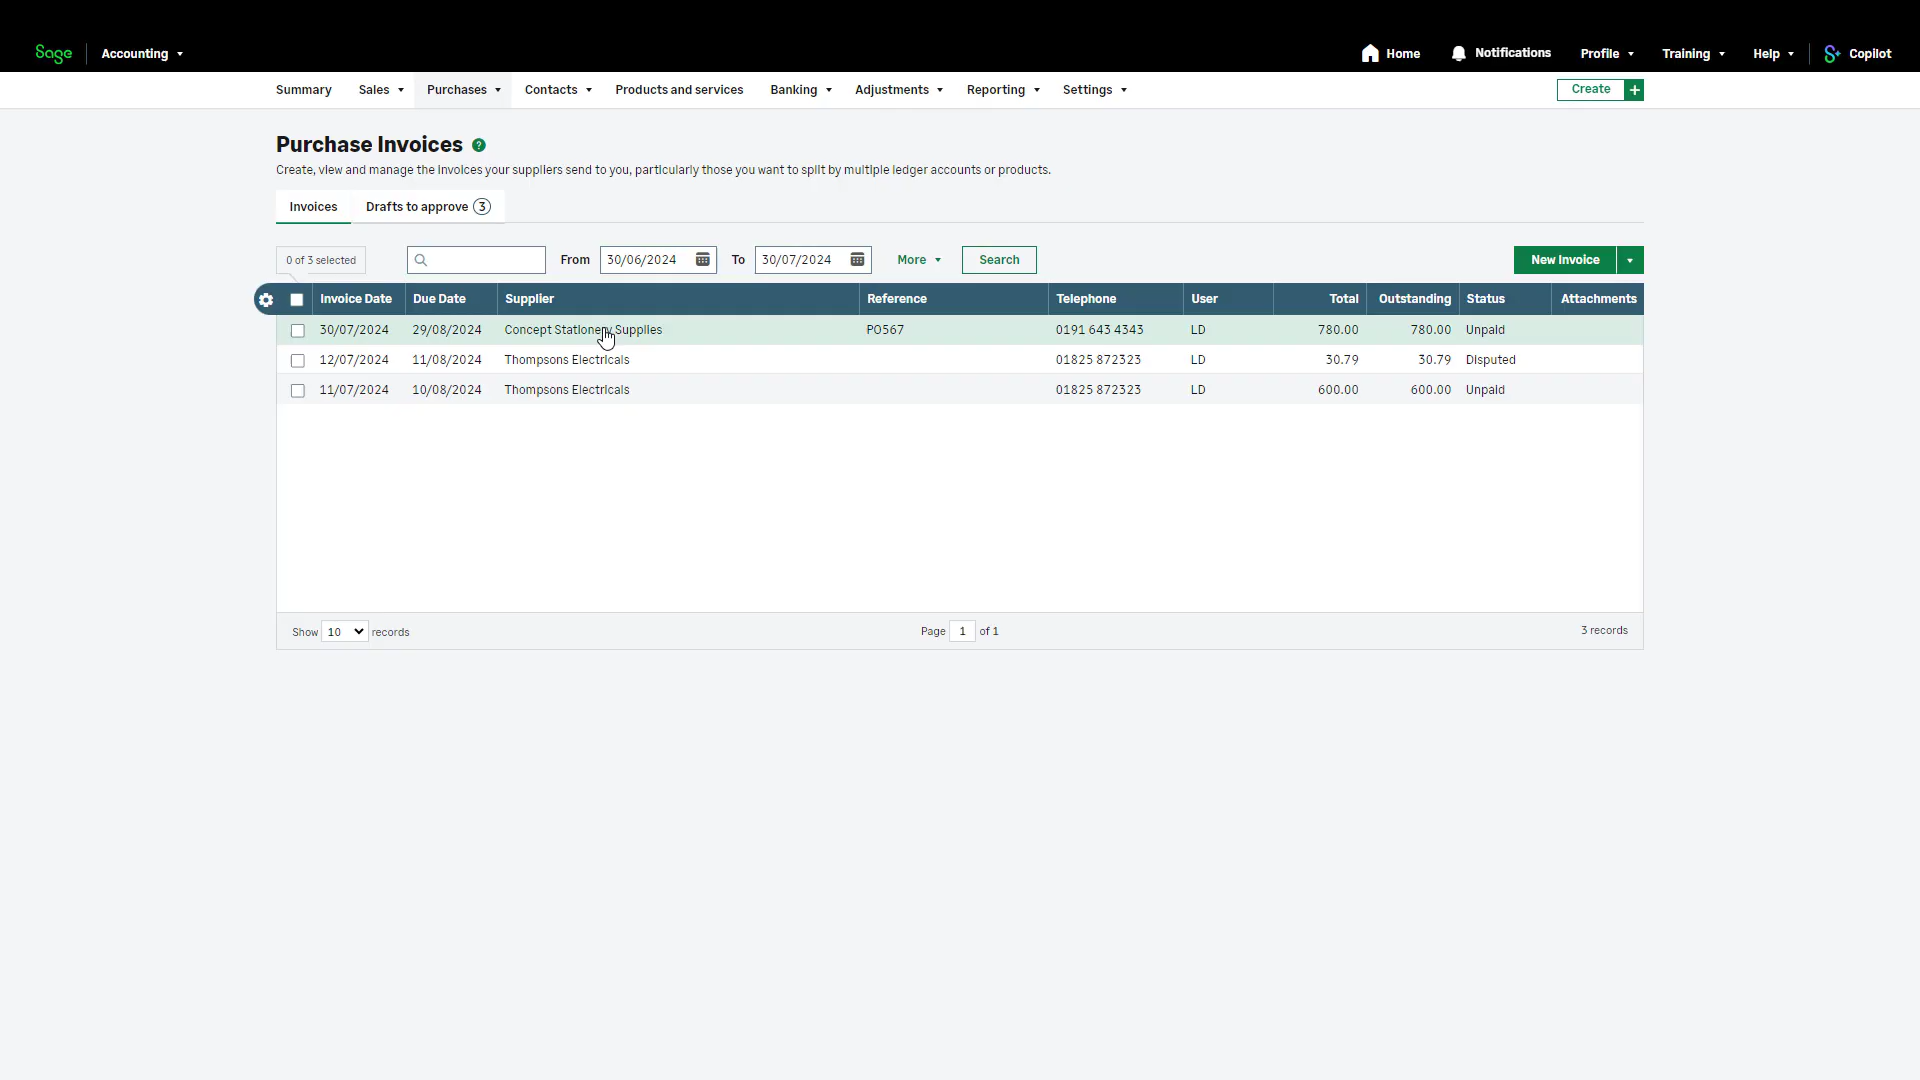 Sage Accounting Home Notifications Profile Training Help Copilot
Summary Sales Purchases Contacts Products and services Banking Adjustments Reporting Settings Create +
Purchase Invoices ?
Create, view and manage the invoices your suppliers send to you, particularly those you want to split by multiple ledger accounts or products.
Invoices Drafts to approve 3
0 of 3 selected From 30/06/2024 To 30/07/2024 More Search New Invoice
Invoice Date Due Date Supplier Reference Telephone User Total Outstanding Status Attachments
30/07/2024 29/08/2024 Concept Stationery Supplies PO567 0191 643 4343 LD 780.00 780.00 Unpaid
12/07/2024 11/08/2024 Thompsons Electricals 01825 872323 LD 30.79 30.79 Disputed
11/07/2024 10/08/2024 Thompsons Electricals 01825 872323 LD 600.00 600.00 Unpaid
Show 10 records Page 1 of 1 3 records